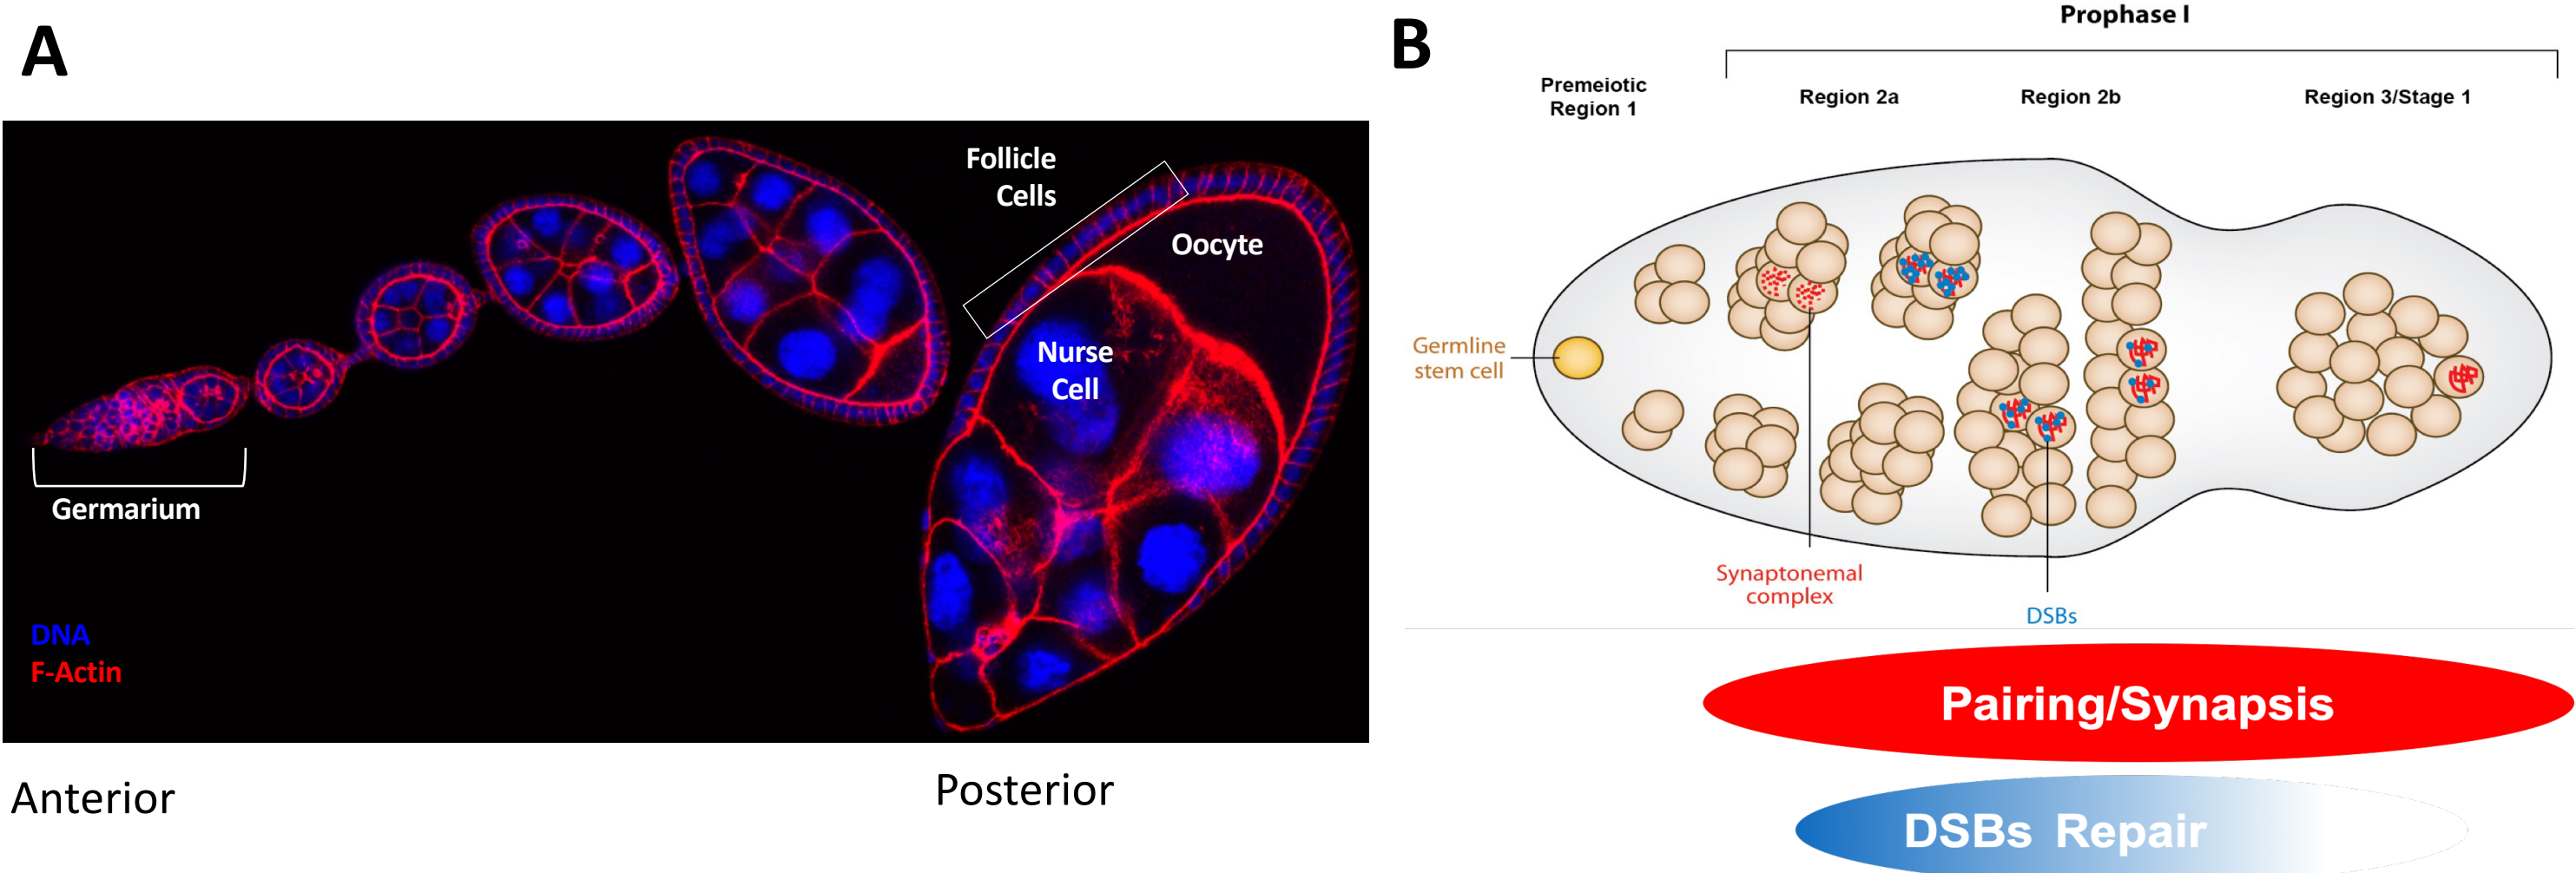 A
Follicle
Cells
Oocyte
Nurse
Cell
Germarium
DNA
F-Actin
Anterior
Posterior
B
Prophase I
Premeiotic
Region 1
Region 2a
Region 2b
Region 3/Stage 1
Germline
stem cell
Synaptonemal
complex
DSBs
Pairing/Synapsis
DSBs Repair